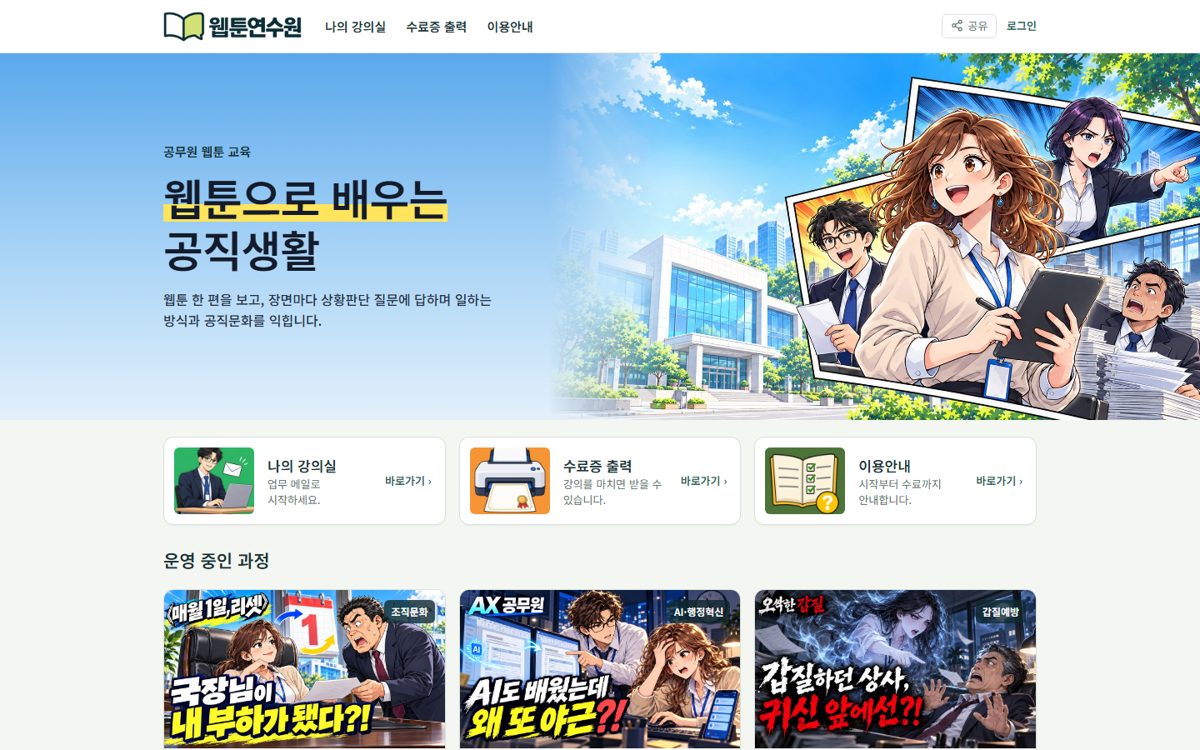 웹툰연수원
나의 강의실
수료증 출력
이용안내
공유
로그인
공무원 웹툰 교육
웹툰으로 배우는
공직생활
웹툰 한 편을 보고, 장면마다 상황판단 질문에 답하며 일하는
방식과 공직문화를 익힙니다.
나의 강의실
업무 메일로
시작하세요.
바로가기 ›
수료증 출력
강의를 마치면 받을 수
있습니다.
바로가기 ›
이용안내
시작부터 수료까지
안내합니다.
바로가기 ›
?
운영 중인 과정
〈매월 1일, 리셋〉
1
조직문화
국장님이
내 부하가 됐다?!
AX 공무원
AI·행정혁신
AI
AI도 배웠는데
왜 또 야근?!
오싹한 갑질
갑질예방
갑질하던 상사,
귀신 앞에선?!